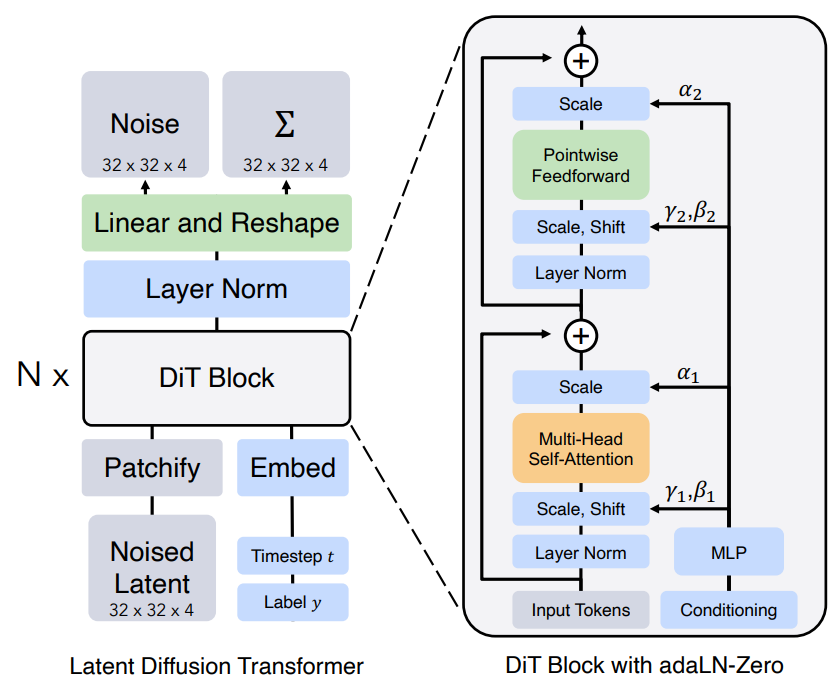 Noise
32 x 32 x 4
Σ
32 x 32 x 4
Linear and Reshape
Layer Norm
N x
DiT Block
Patchify
Embed
Noised
Latent
32 x 32 x 4
Timestep t
Label y
Latent Diffusion Transformer
+
Scale
α₂
Pointwise
Feedforward
Scale, Shift
γ₂,β₂
Layer Norm
+
Scale
α₁
Multi-Head
Self-Attention
Scale, Shift
γ₁,β₁
Layer Norm
MLP
Input Tokens
Conditioning
DiT Block with adaLN-Zero